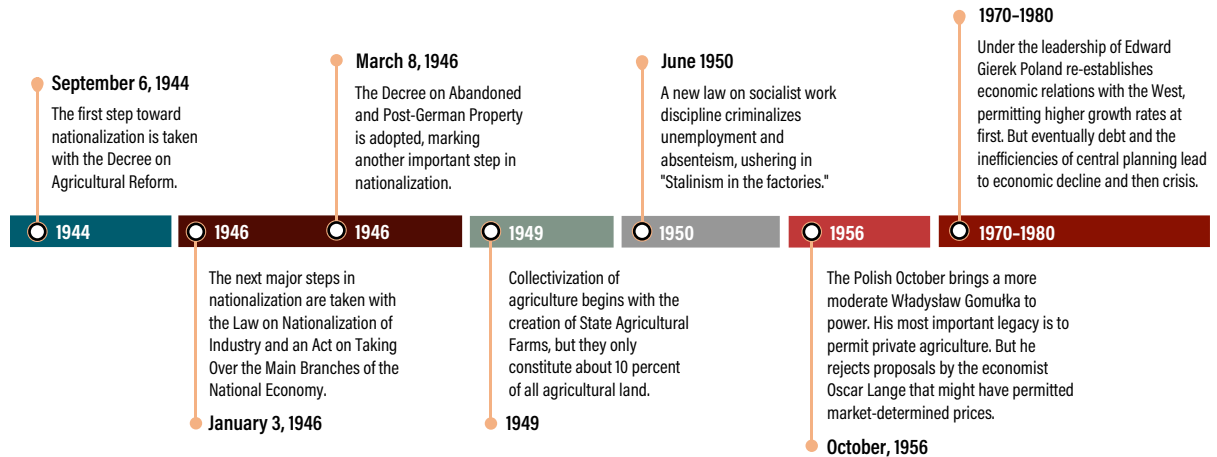 September 6, 1944
The first step toward
nationalization is taken
with the Decree on
Agricultural Reform.
1944
1946
The next major steps in
nationalization are taken with
the Law on Nationalization of
Industry and an Act on Taking
Over the Main Branches of the
National Economy.
January 3, 1946
March 8, 1946
The Decree on Abandoned
and Post-German Property
is adopted, marking
another important step in
nationalization.
1946
1949
Collectivization of
agriculture begins with the
creation of State Agricultural
Farms, but they only
constitute about 10 percent
of all agricultural land.
1949
June 1950
A new law on socialist work
discipline criminalizes
unemployment and
absenteism, ushering in
"Stalinism in the factories."
1950
1956
The Polish October brings a more
moderate Władysław Gomułka to
power. His most important legacy is to
permit private agriculture. But he
rejects proposals by the economist
Oscar Lange that might have permitted
market-determined prices.
October, 1956
1970–1980
Under the leadership of Edward
Gierek Poland re-establishes
economic relations with the West,
permitting higher growth rates at
first. But eventually debt and the
inefficiencies of central planning lead
to economic decline and then crisis.
1970–1980